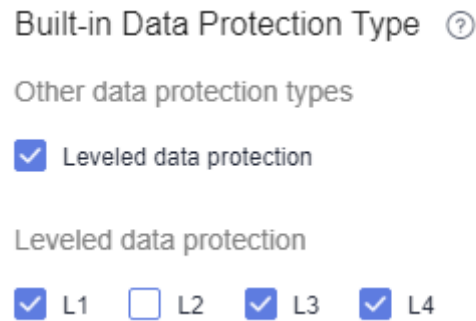 Built-in Data Protection Type ?
Other data protection types
Leveled data protection
Leveled data protection
L1 L2 L3 L4